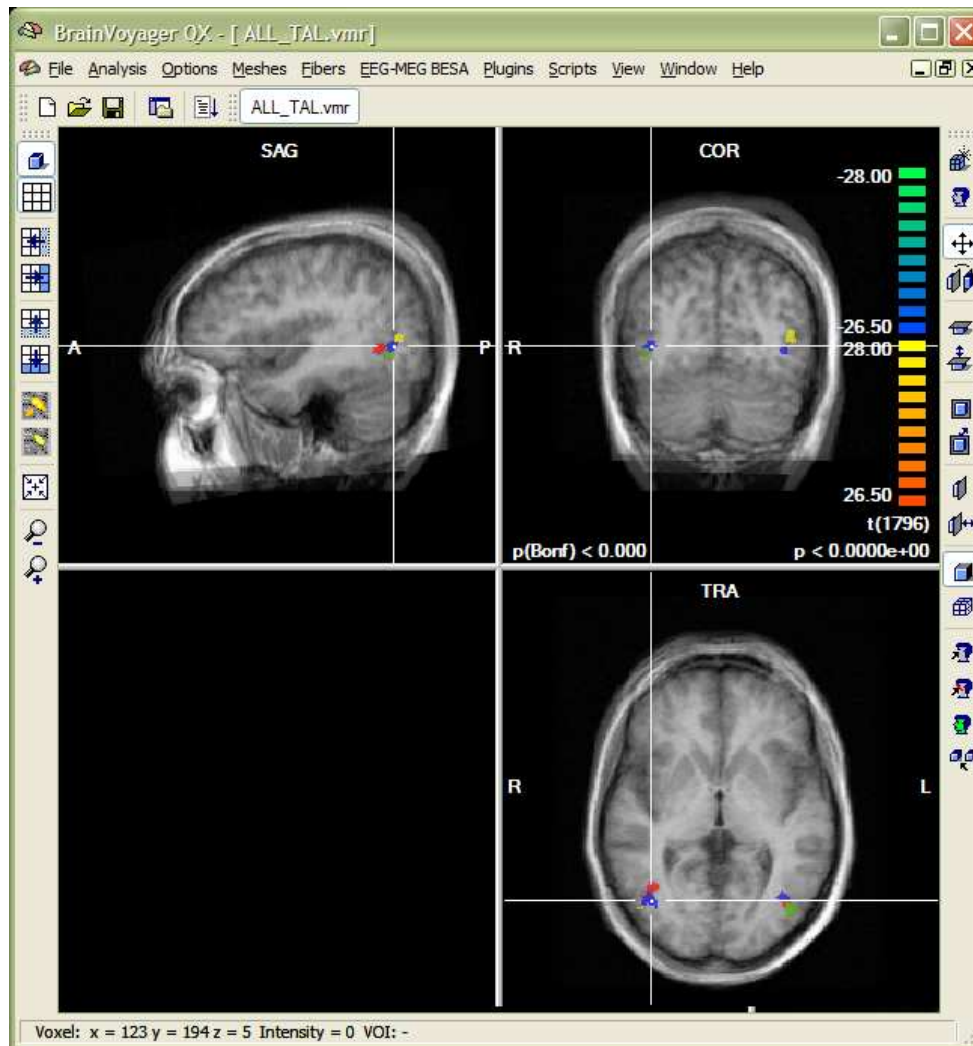 BrainVoyager QX - [ ALL_TAL.vmr]
File Analysis Options Meshes Fibers EEG-MEG BESA Plugins Scripts View Window Help
ALL_TAL.vmr
SAG
A
P
COR
R
-28.00
-26.50
28.00
26.50
t(1796)
p(Bonf) < 0.000
p < 0.0000e+00
TRA
R
L
Voxel: x = 123 y = 194 z = 5 Intensity = 0 VOI: -